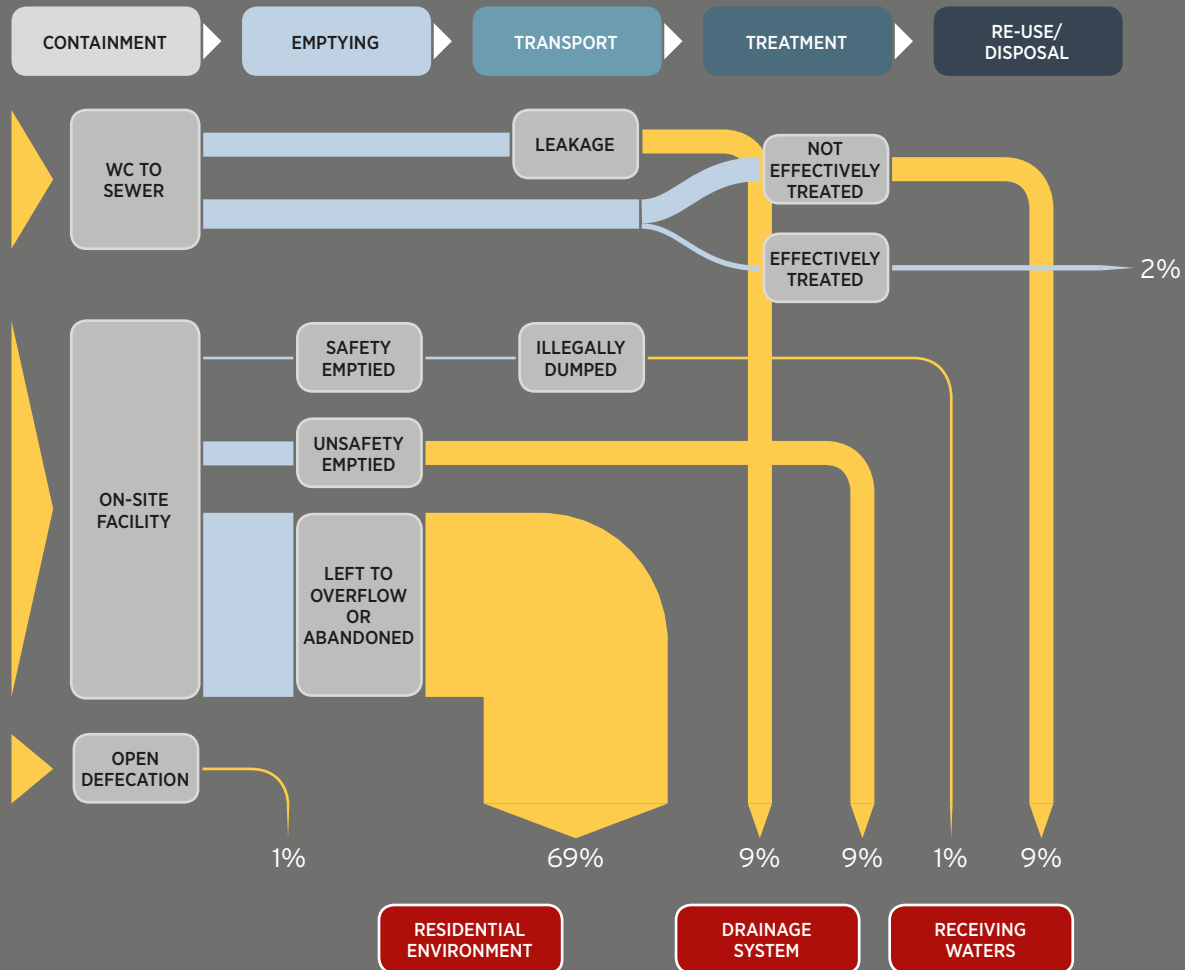 CONTAINMENT
EMPTYING
TRANSPORT
TREATMENT
RE-USE/
DISPOSAL
WC TO
SEWER
LEAKAGE
NOT
EFFECTIVELY
TREATED
EFFECTIVELY
TREATED
2%
ON-SITE
FACILITY
SAFETY
EMPTIED
ILLEGALLY
DUMPED
UNSAFETY
EMPTIED
LEFT TO
OVERFLOW
OR
ABANDONED
OPEN
DEFECATION
1%
69%
9%
9%
1%
9%
RESIDENTIAL
ENVIRONMENT
DRAINAGE
SYSTEM
RECEIVING
WATERS